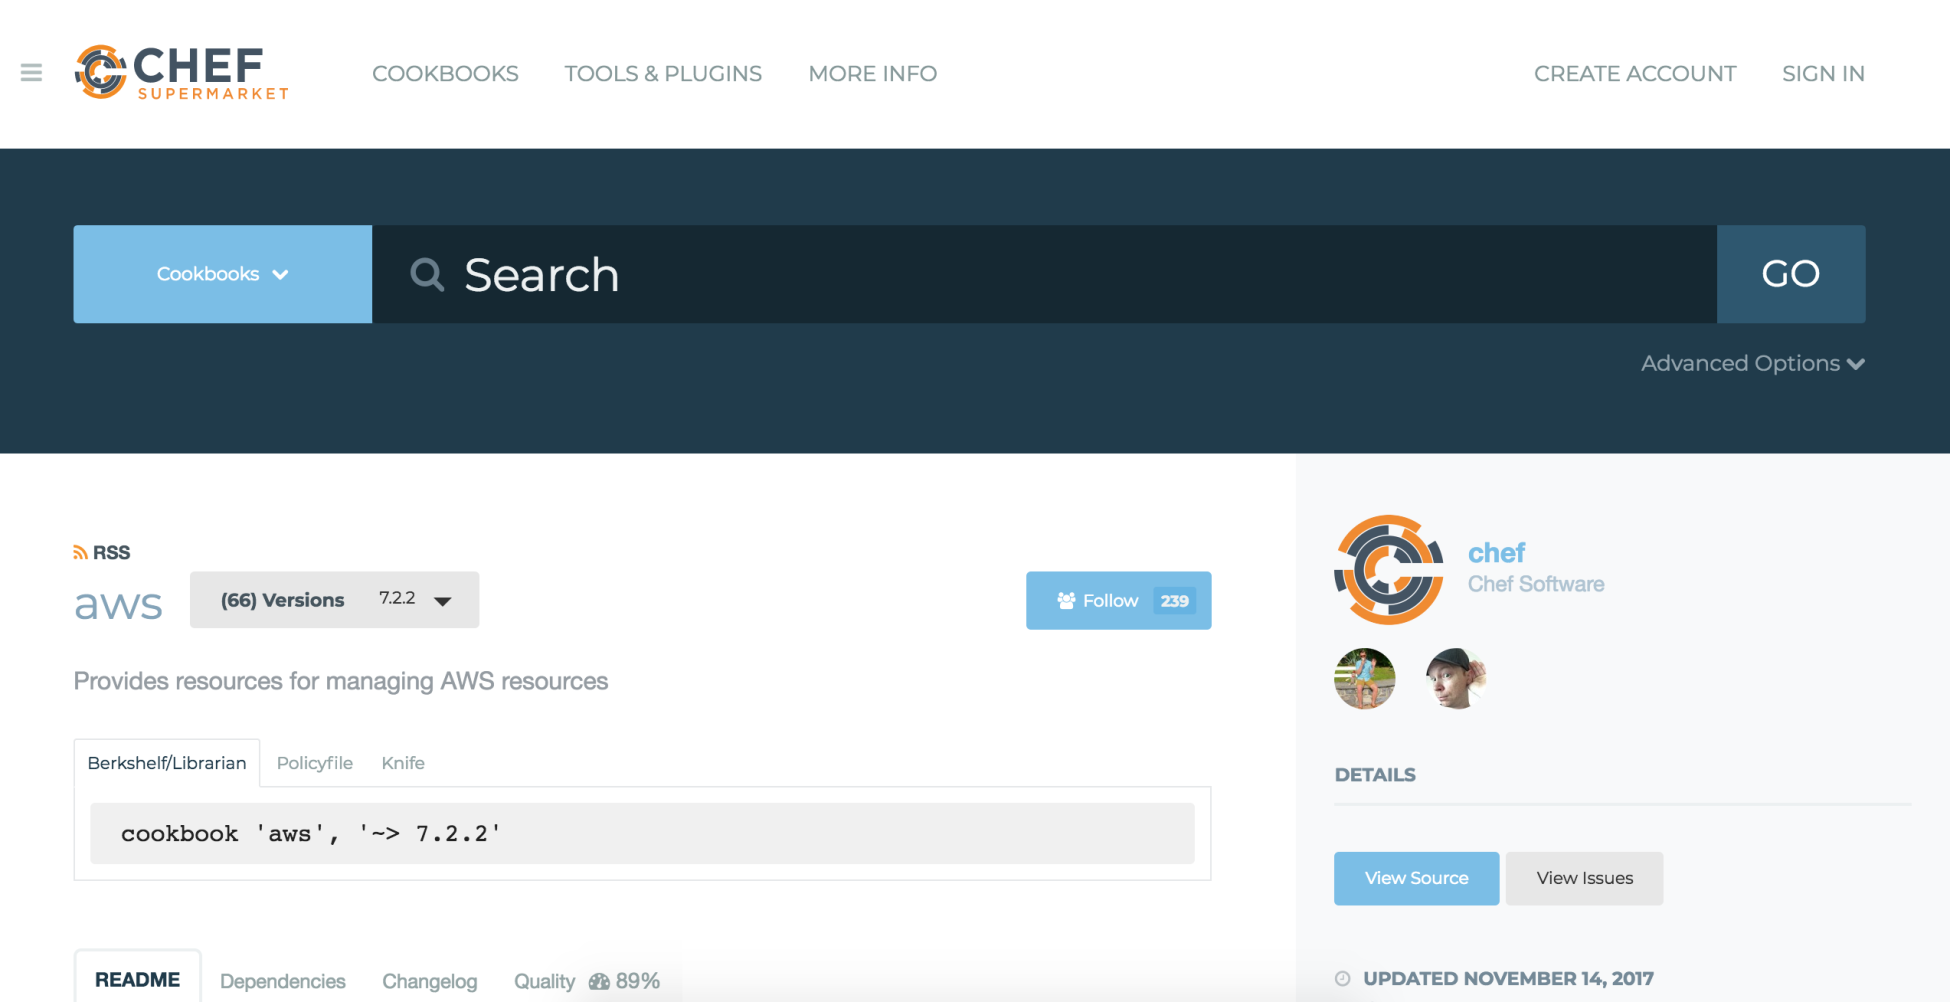 CHEF
SUPERMARKET
COOKBOOKS
TOOLS & PLUGINS
MORE INFO
CREATE ACCOUNT
SIGN IN
Cookbooks
Search
GO
Advanced Options
RSS
aws
(66) Versions 7.2.2
Follow 239
Provides resources for managing AWS resources
Berkshelf/Librarian
Policyfile
Knife
cookbook 'aws', '~> 7.2.2'
README
Dependencies
Changelog
Quality 89%
chef
Chef Software
DETAILS
View Source
View Issues
UPDATED NOVEMBER 14, 2017